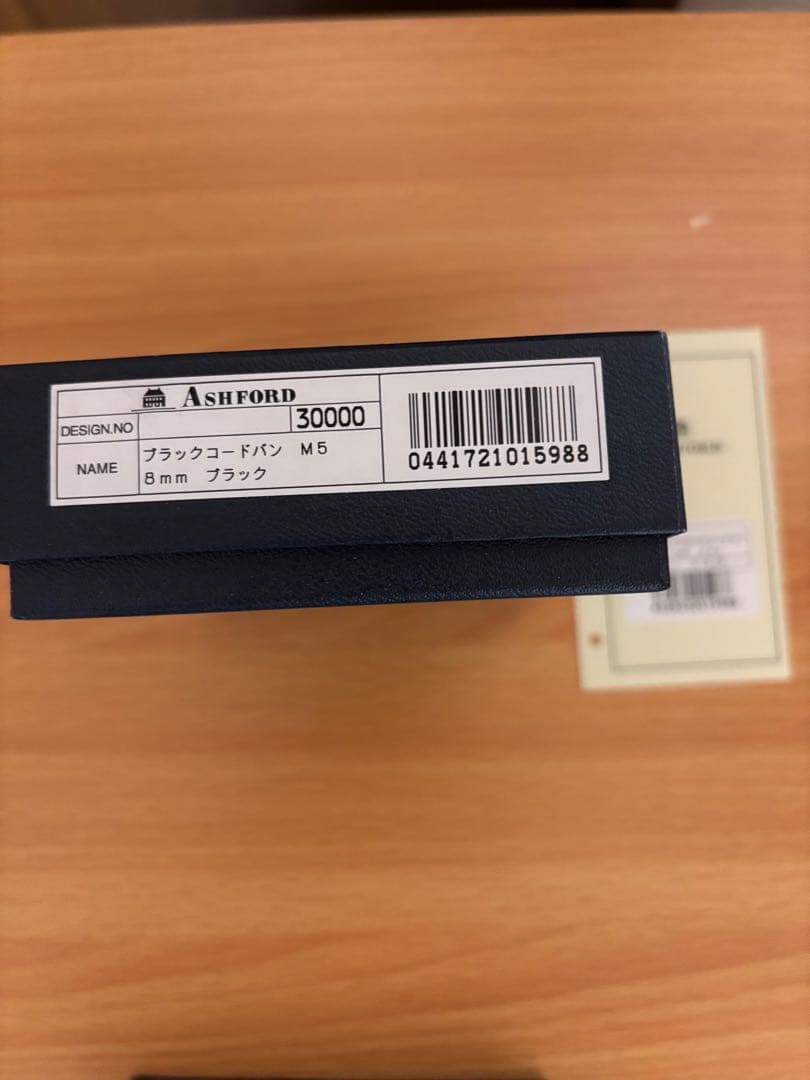 ASHFORD
DESIGN.NO 30000
NAME ブラックコードバン M5
8mm ブラック
0441721015988